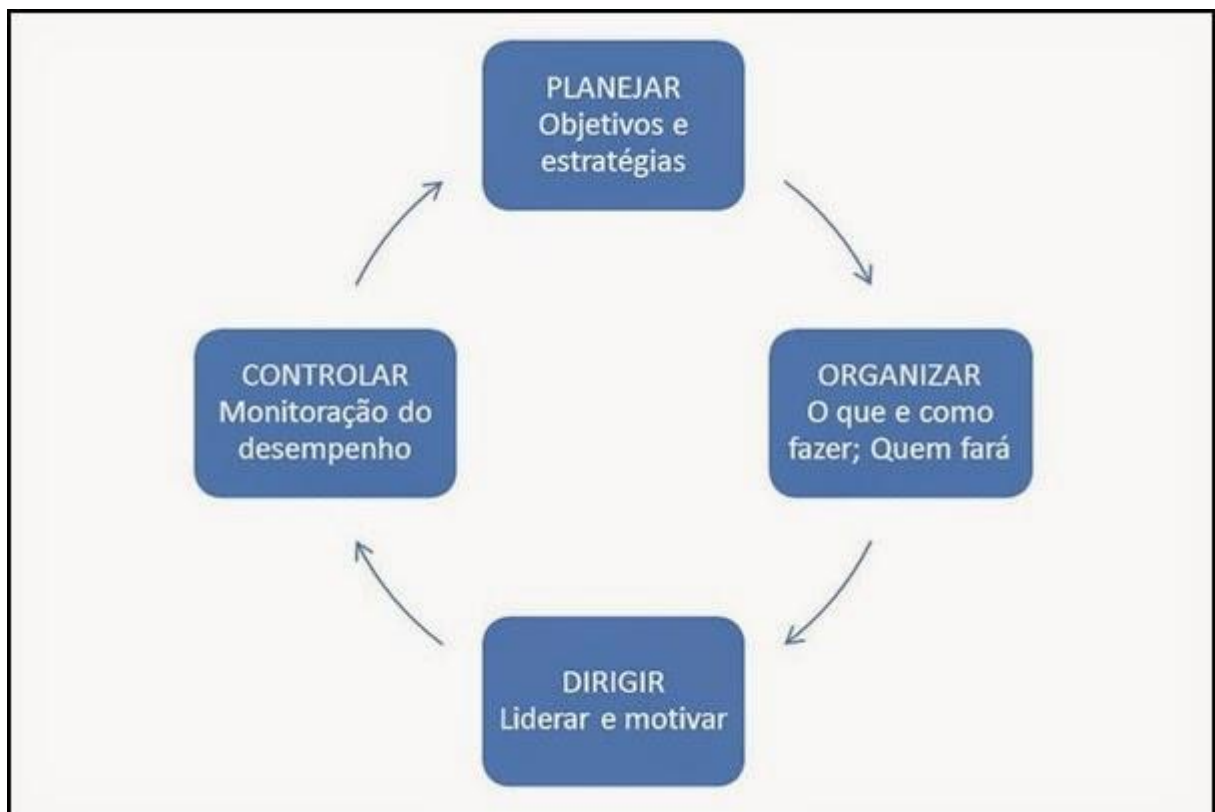 PLANEJAR
Objetivos e
estratégias
ORGANIZAR
O que e como
fazer; Quem fará
DIRIGIR
Liderar e motivar
CONTROLAR
Monitoração do
desempenho